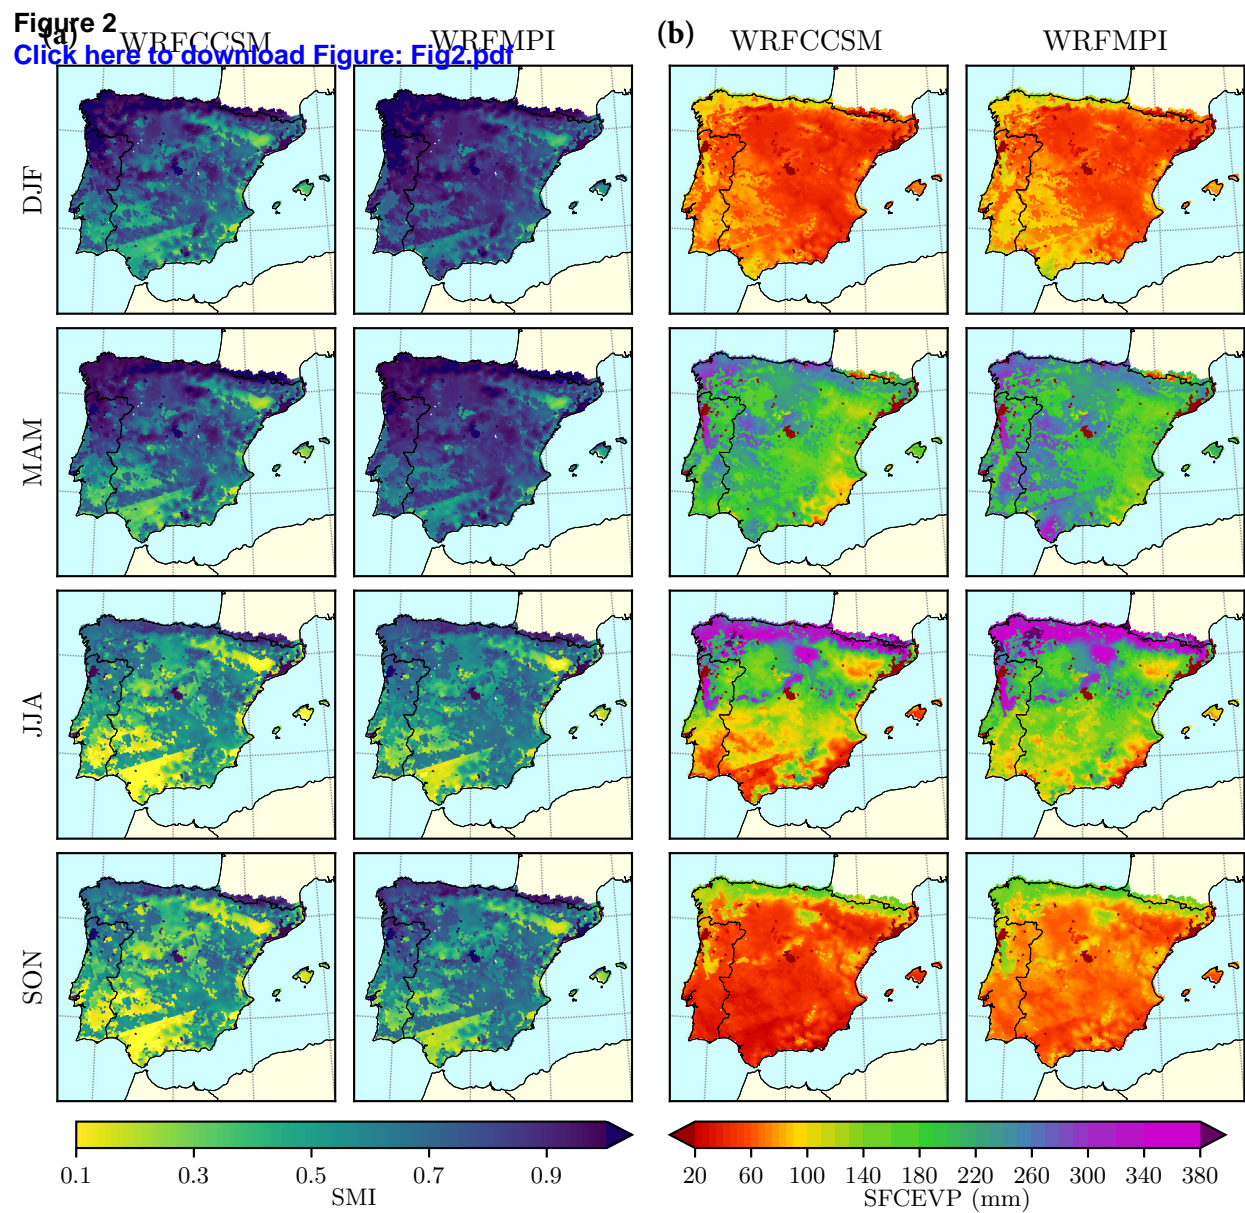 Figure 2
(a) WRFCCSM WRFMPI (b) WRFCCSM WRFMPI
Click here to download Figure: Fig2.pdf
DJF
MAM
JJA
SON
0.1 0.3 0.5 0.7 0.9
SMI
20 60 100 140 180 220 260 300 340 380
SFCEVP (mm)